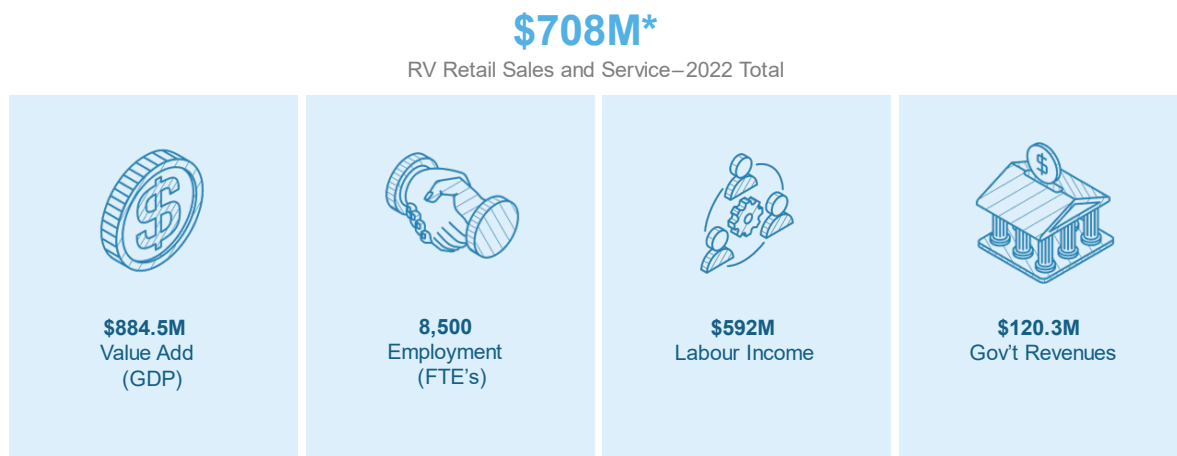 $708M*
RV Retail Sales and Service–2022 Total
$884.5M
Value Add
(GDP)
8,500
Employment
(FTE's)
$592M
Labour Income
$120.3M
Gov't Revenues